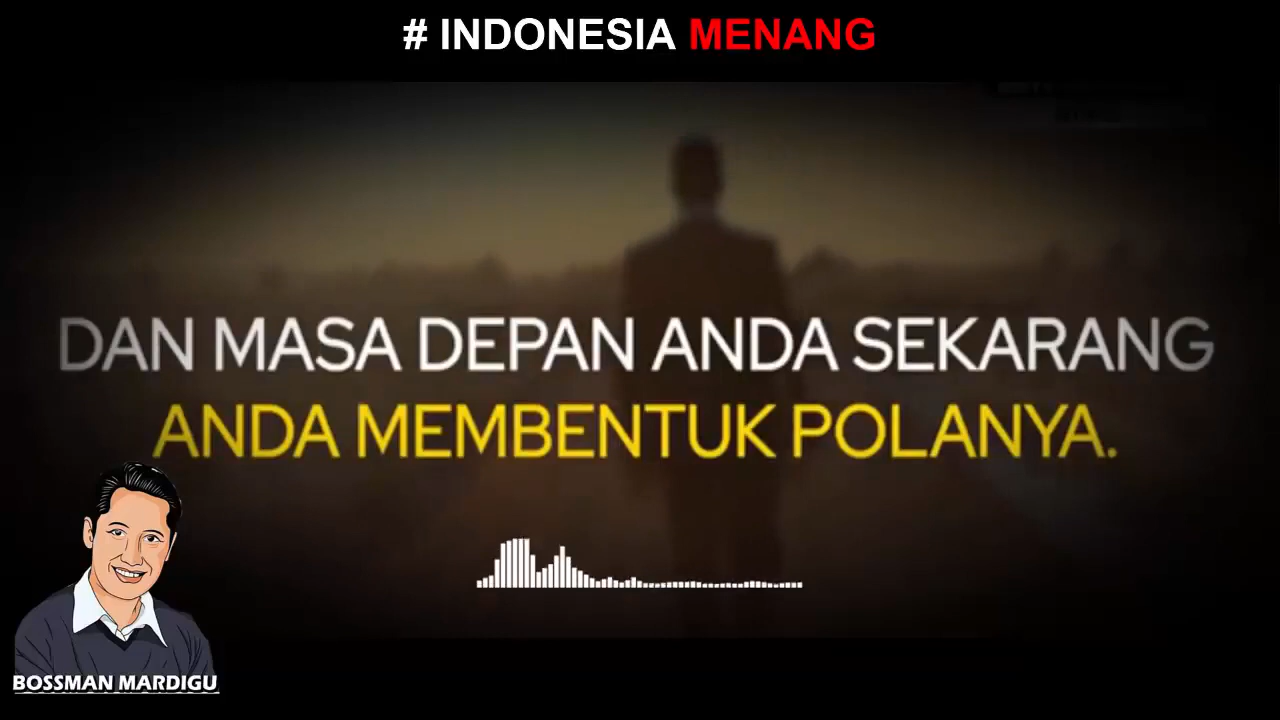 # INDONESIA MENANG
DAN MASA DEPAN ANDA SEKARANG
ANDA MEMBENTUK POLANYA.
BOSSMAN MARDIGU